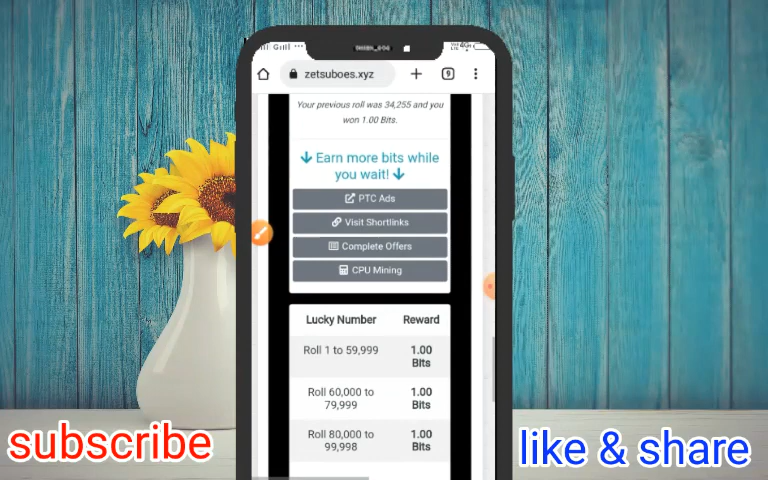 zetsuboes.xyz
9
Your previous roll was 34,255 and you
won 1.00 Bits.
Earn more bits while
you wait!
PTC Ads
Visit Shortlinks
Complete Offers
CPU Mining
Lucky Number Reward
Roll 1 to 59,999 1.00 Bits
Roll 60,000 to 79,999 1.00 Bits
Roll 80,000 to 99,998 1.00 Bits
subscribe
like & share